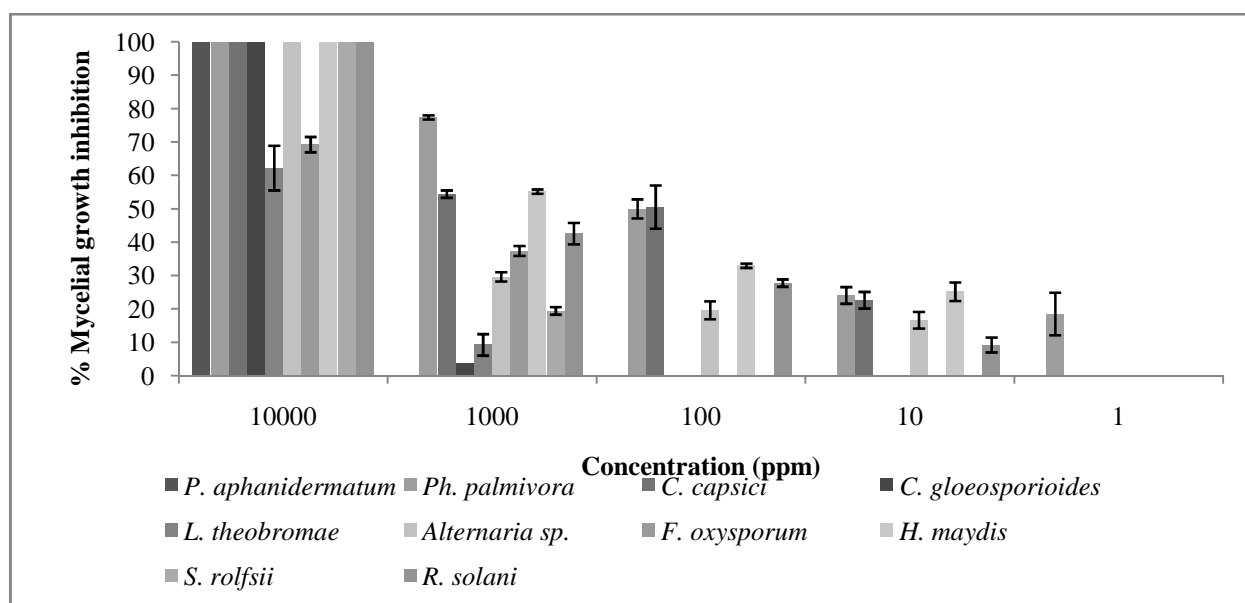 % Mycelial growth inhibition
100
90
80
70
60
50
40
30
20
10
0
10000 1000 100 10 1
Concentration (ppm)
P. aphanidermatum Ph. palmivora C. capsici C. gloeosporioides
L. theobromae Alternaria sp. F. oxysporum H. maydis
S. rolfsii R. solani